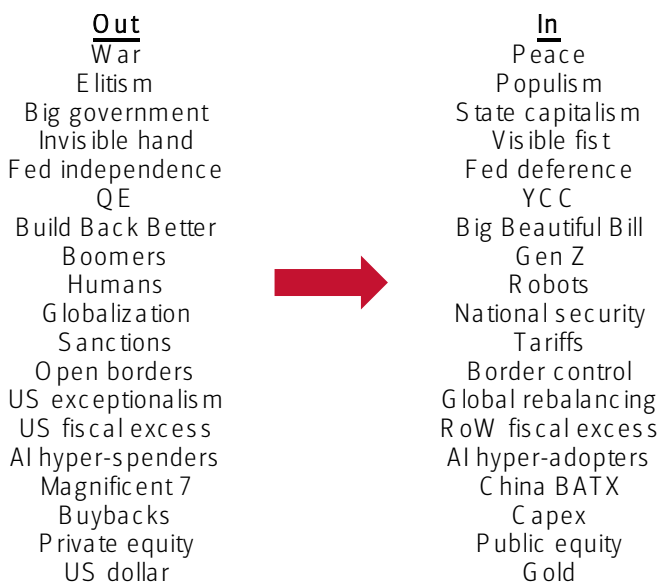 Out
War
Elitism
Big government
Invisible hand
Fed independence
QE
Build Back Better
Boomers
Humans
Globalization
Sanctions
Open borders
US exceptionalism
US fiscal excess
AI hyper-spenders
Magnificent 7
Buybacks
Private equity
US dollar
In
Peace
Populism
State capitalism
Visible fist
Fed deference
YCC
Big Beautiful Bill
Gen Z
Robots
National security
Tariffs
Border control
Global rebalancing
RoW fiscal excess
AI hyper-adopters
China BATX
Capex
Public equity
Gold